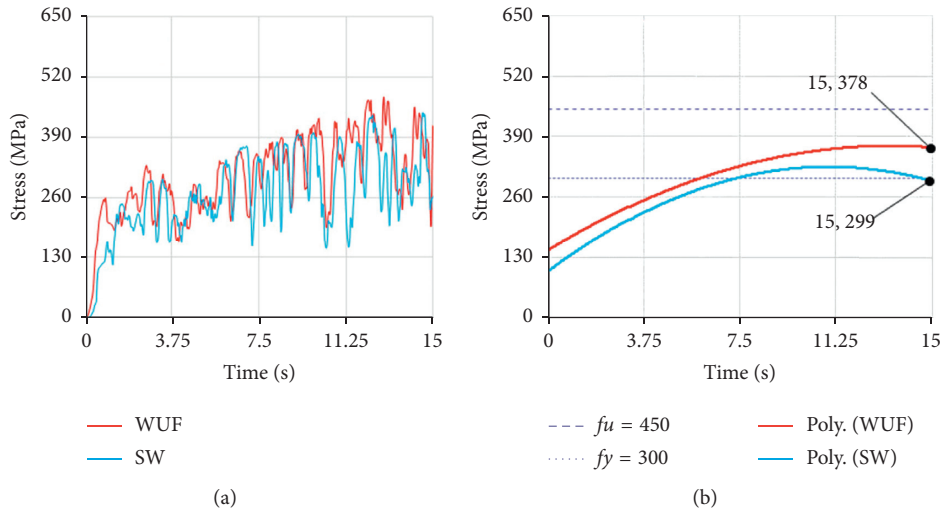 650
520
390
260
130
0
Stress (MPa)
0 3.75 7.5 11.25 15
Time (s)
WUF
SW
(a)
650
520
390
260
130
0
Stress (MPa)
15, 378
15, 299
0 3.75 7.5 11.25 15
Time (s)
fu = 450 Poly. (WUF)
fy = 300 Poly. (SW)
(b)